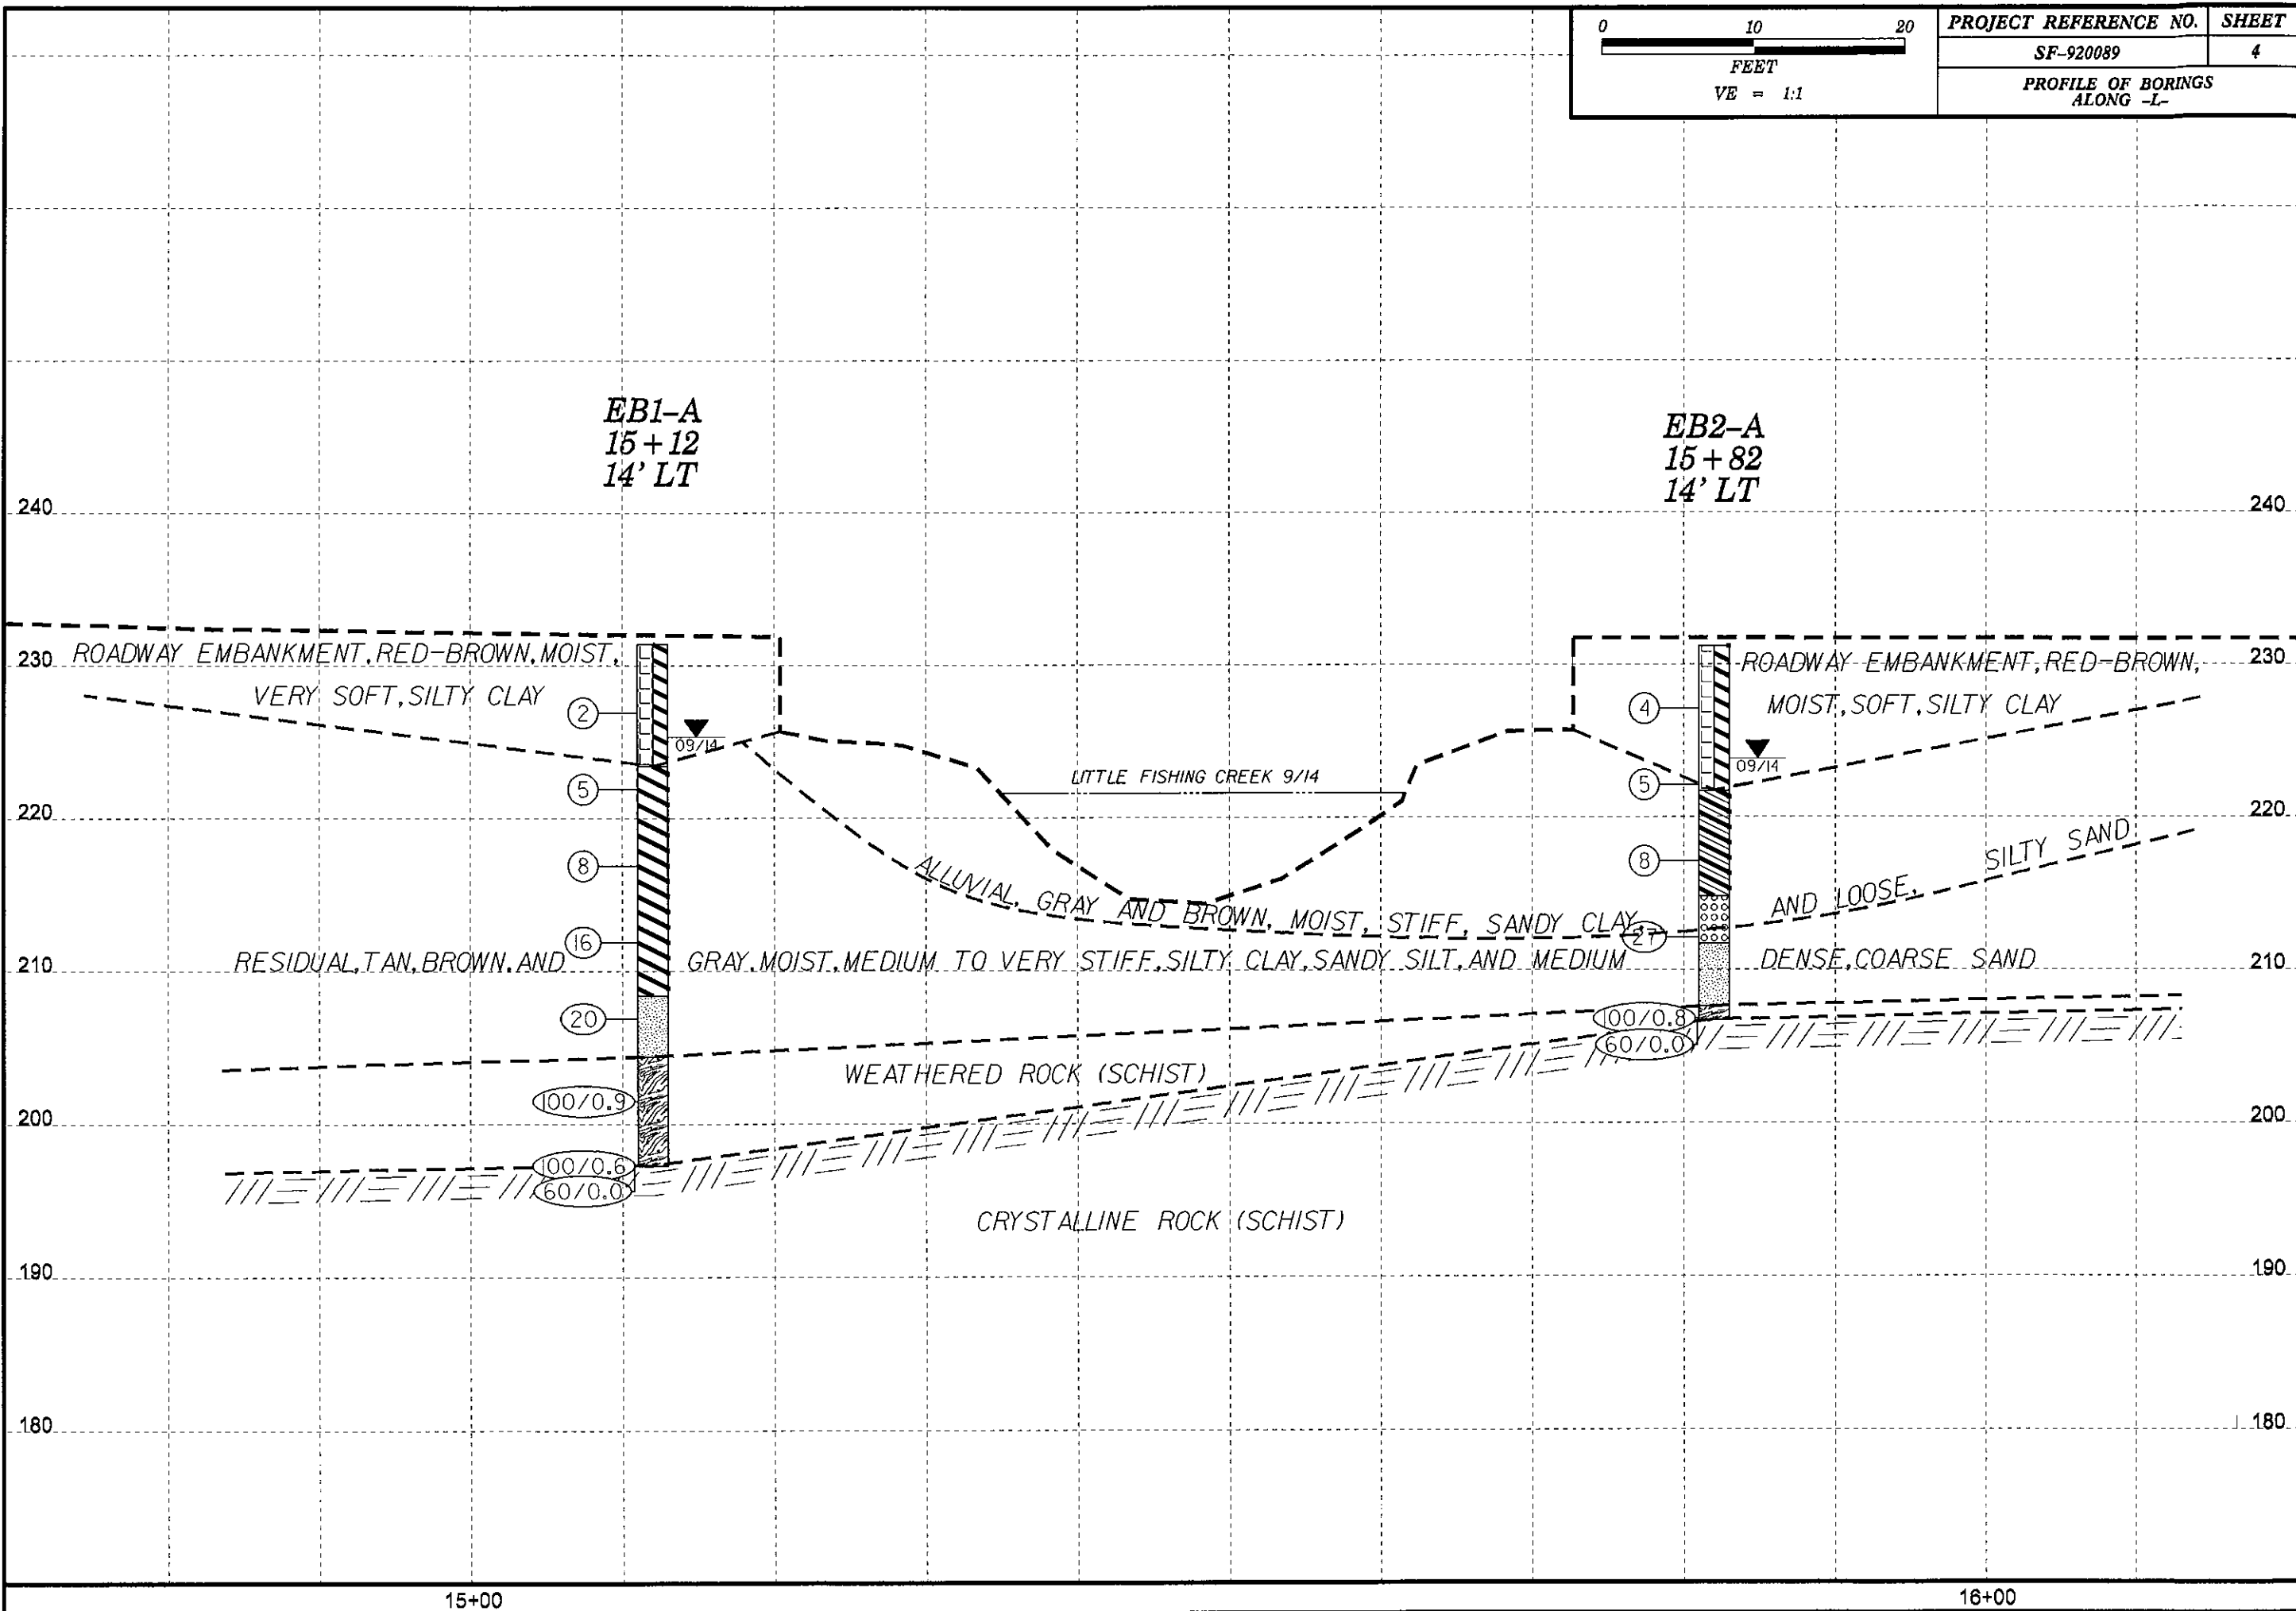 0 10 20
FEET
VE = 1:1
PROJECT REFERENCE NO. SHEET
SF-920089 4
PROFILE OF BORINGS
ALONG -L-
EB1-A
15+12
14' LT
EB2-A
15+82
14' LT
240 240
230 230
ROADWAY EMBANKMENT, RED-BROWN, MOIST,
VERY SOFT, SILTY CLAY
ROADWAY EMBANKMENT, RED-BROWN,
MOIST, SOFT, SILTY CLAY
2
4
09/14
09/14
LITTLE FISHING CREEK 9/14
5
5
220 220
8
8
ALLUVIAL, GRAY AND BROWN, MOIST, STIFF, SANDY CLAY, AND LOOSE, SILTY SAND
16
27
RESIDUAL, TAN, BROWN, AND GRAY, MOIST, MEDIUM TO VERY STIFF, SILTY CLAY, SANDY SILT, AND MEDIUM DENSE, COARSE SAND
210 210
20
100/0.8
60/0.0
WEATHERED ROCK (SCHIST)
100/0.9
200 200
100/0.6
60/0.0
CRYSTALLINE ROCK (SCHIST)
190 190
180 180
15+00 16+00